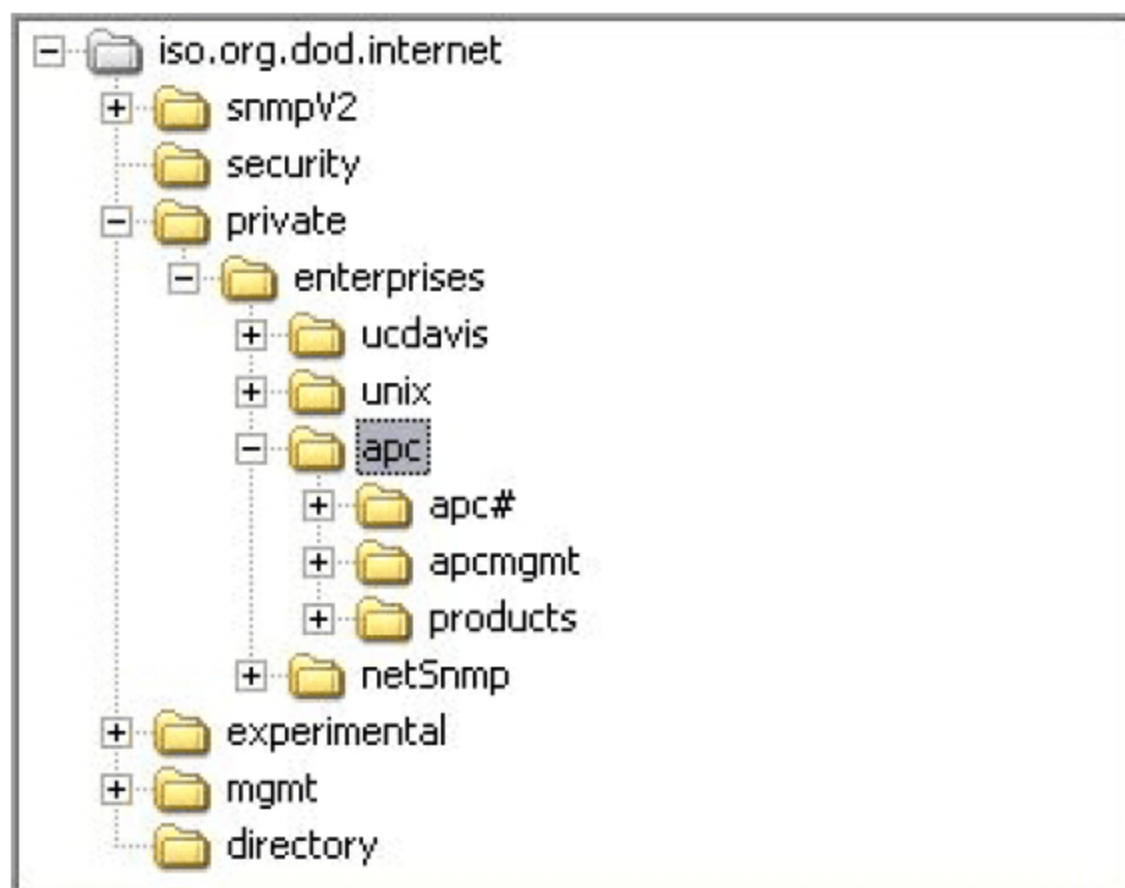 iso.org.dod.internet
snmpV2
security
private
enterprises
ucdavis
unix
apc
apc#
apcmgmt
products
netSnmp
experimental
mgmt
directory